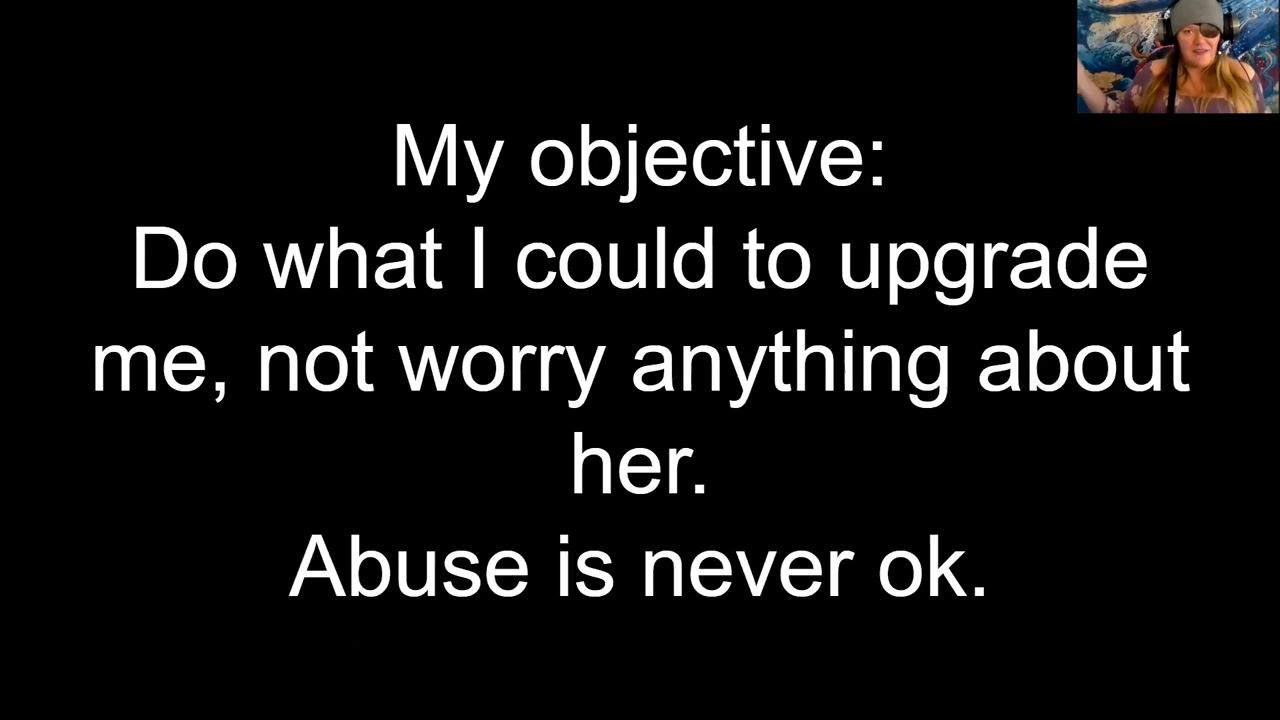 My objective:
Do what I could to upgrade
me, not worry anything about
her.
Abuse is never ok.